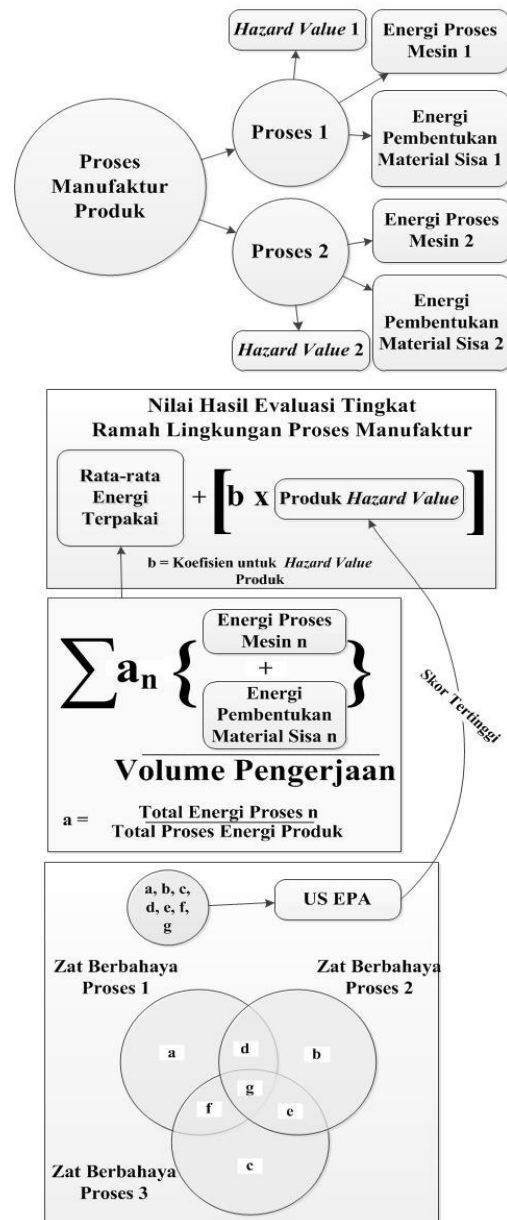 Hazard Value 1
Energi Proses
Mesin 1
Proses 1
Energi
Pembentukan
Material Sisa 1
Proses
Manufaktur
Produk
Energi Proses
Mesin 2
Proses 2
Energi
Pembentukan
Material Sisa 2
Hazard Value 2
Nilai Hasil Evaluasi Tingkat
Ramah Lingkungan Proses Manufaktur
Rata-rata
Energi
Terpakai
+ [ b x Produk Hazard Value ]
b = Koefisien untuk Hazard Value
Produk
∑ an {
Energi Proses
Mesin n
+
Energi
Pembentukan
Material Sisa n
}
Volume Pengerjaan
a =
Total Energi Proses n
Total Proses Energi Produk
Skor Tertinggi
a, b, c,
d, e, f,
g
US EPA
Zat Berbahaya
Proses 1
Zat Berbahaya
Proses 2
a
d
b
g
f
e
c
Zat Berbahaya
Proses 3